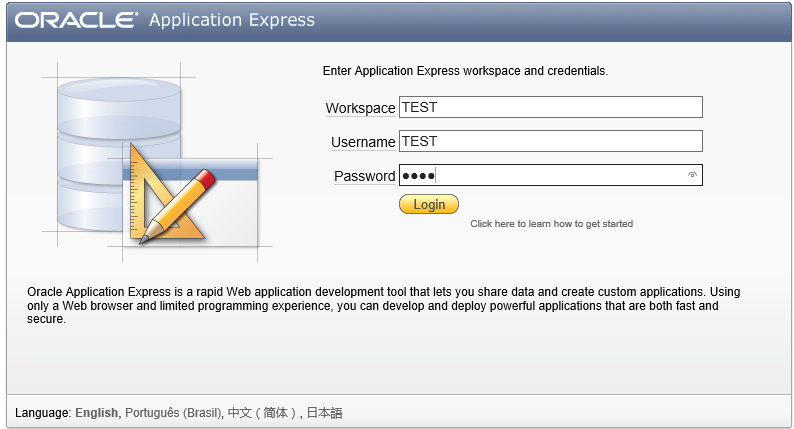 ORACLE® Application Express
Enter Application Express workspace and credentials.
Workspace TEST
Username TEST
Password ●●●●
Login
Click here to learn how to get started
Oracle Application Express is a rapid Web application development tool that lets you share data and create custom applications. Using
only a Web browser and limited programming experience, you can develop and deploy powerful applications that are both fast and
secure.
Language: English, Português (Brasil), 中文（简体）, 日本語